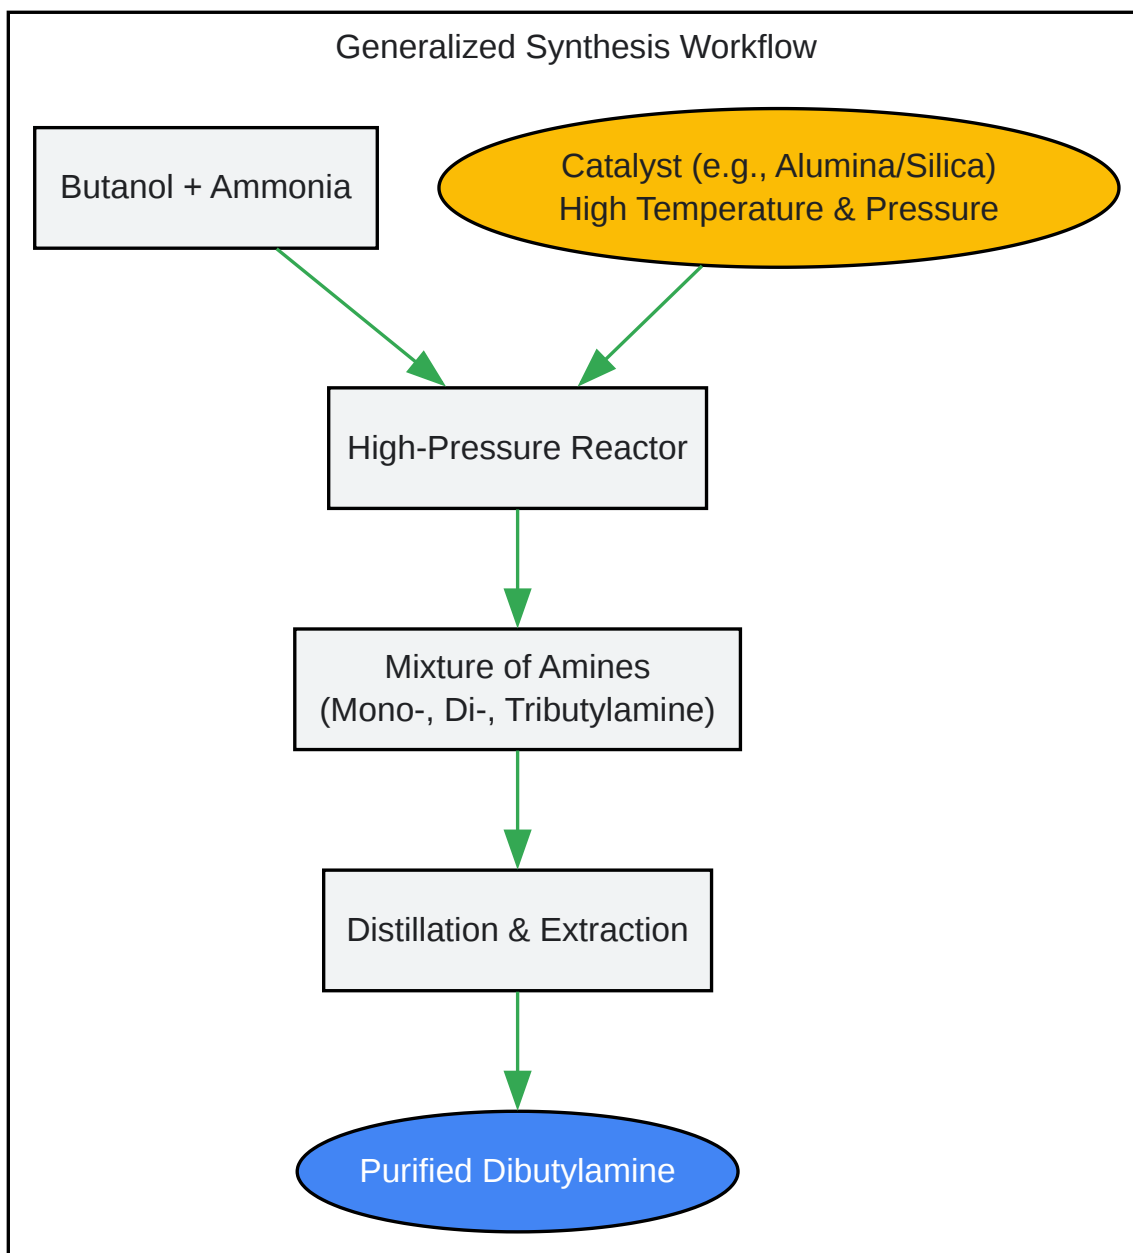 Generalized Synthesis Workflow
Butanol + Ammonia
Catalyst (e.g., Alumina/Silica)
High Temperature & Pressure
High-Pressure Reactor
Mixture of Amines
(Mono-, Di-, Tributylamine)
Distillation & Extraction
Purified Dibutylamine